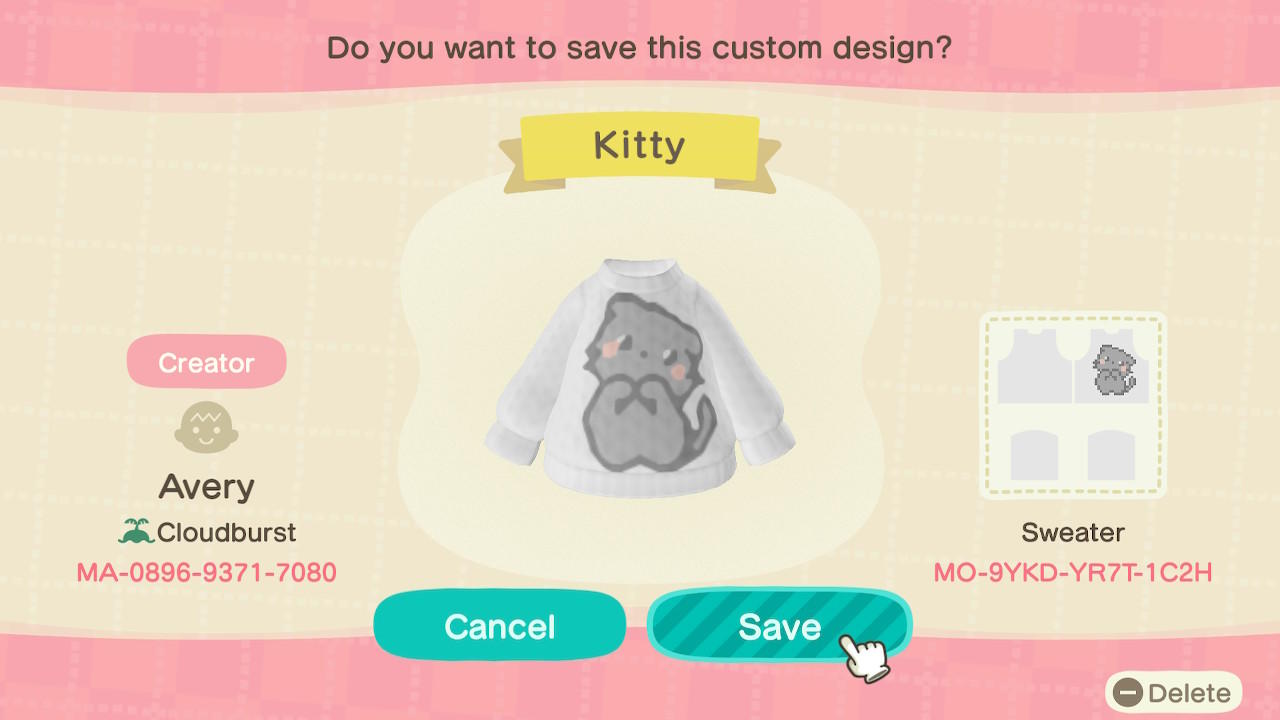 Do you want to save this custom design?
Kitty
Creator
Avery
Cloudburst
MA-0896-9371-7080
Sweater
MO-9YKD-YR7T-1C2H
Cancel
Save
Delete